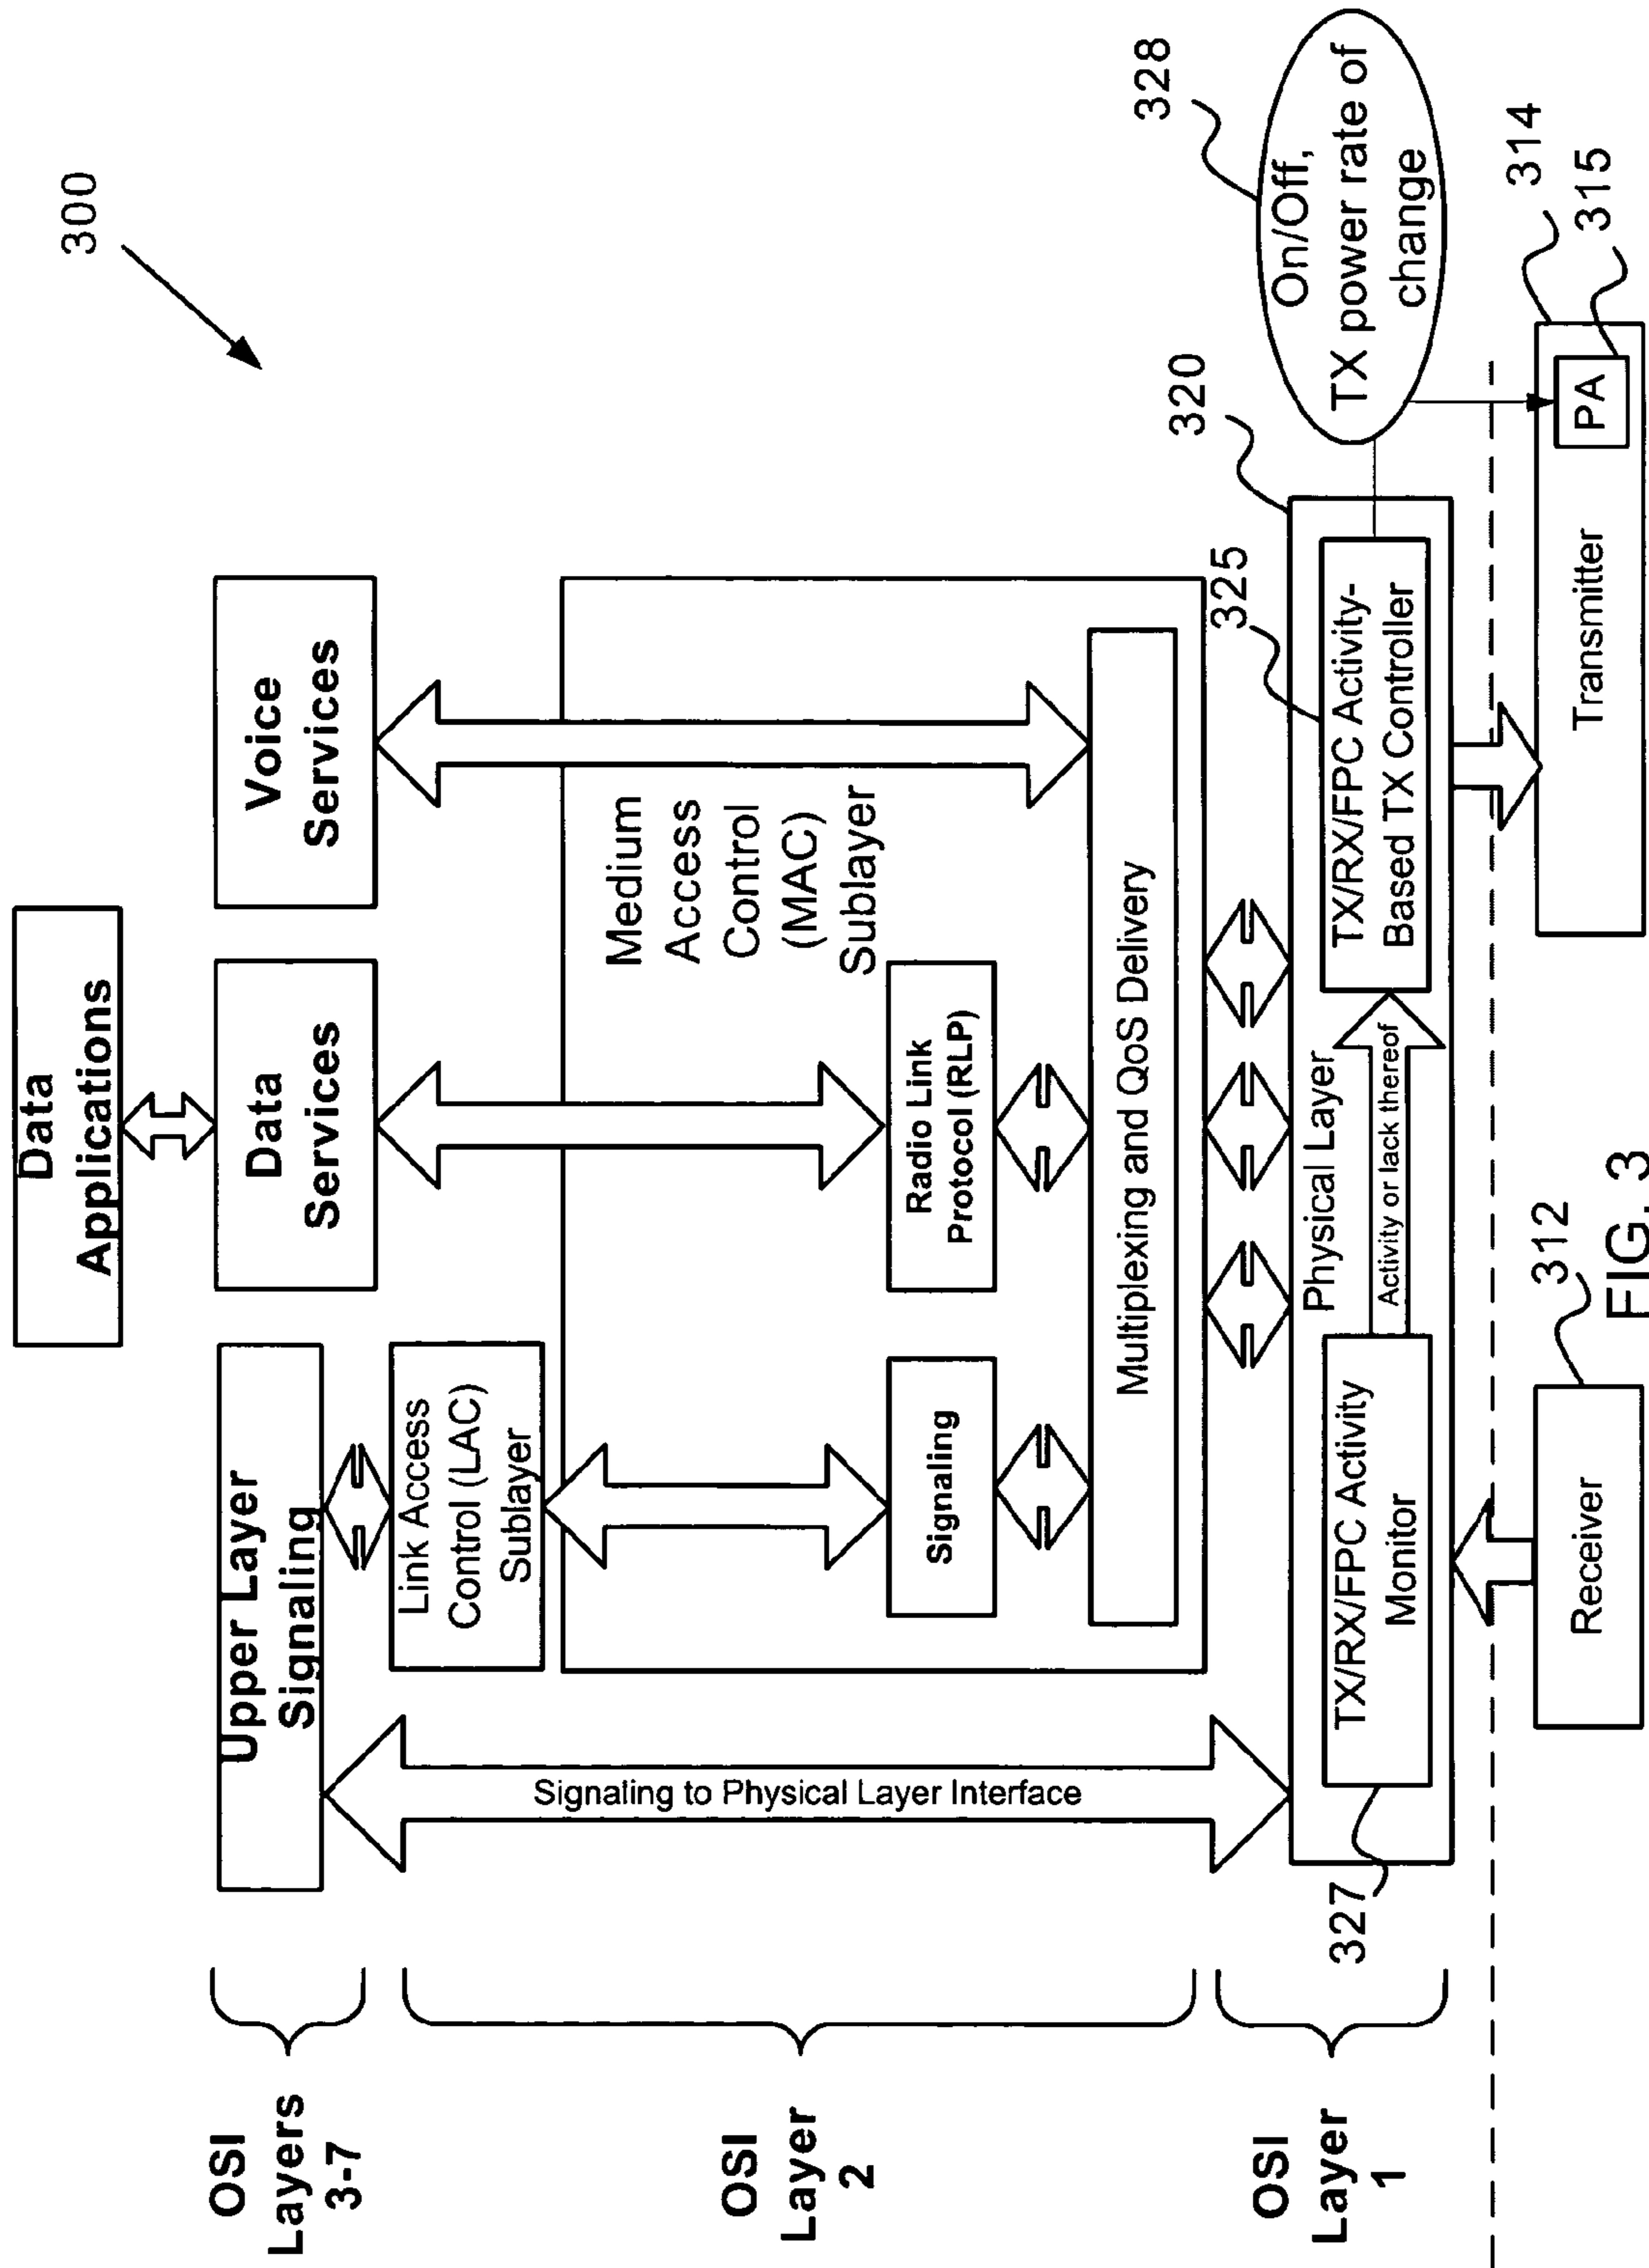 300
Data
Applications
OSI
Layers
3-7
Upper Layer
Signaling
Data
Services
Voice
Services
OSI
Layer
2
Signaling to Physical Layer Interface
Link Access
Control (LAC)
Sublayer
Medium
Access
Control
(MAC)
Sublayer
Signaling
Radio Link
Protocol (RLP)
Multiplexing and QoS Delivery
OSI
Layer
1
Physical Layer
320
325
327
TX/RX/FPC Activity
Monitor
Activity or lack thereof
TX/RX/FPC Activity-
Based TX Controller
328
On/Off,
TX power rate of
change
Receiver
312
Transmitter
PA
314
315
FIG. 3